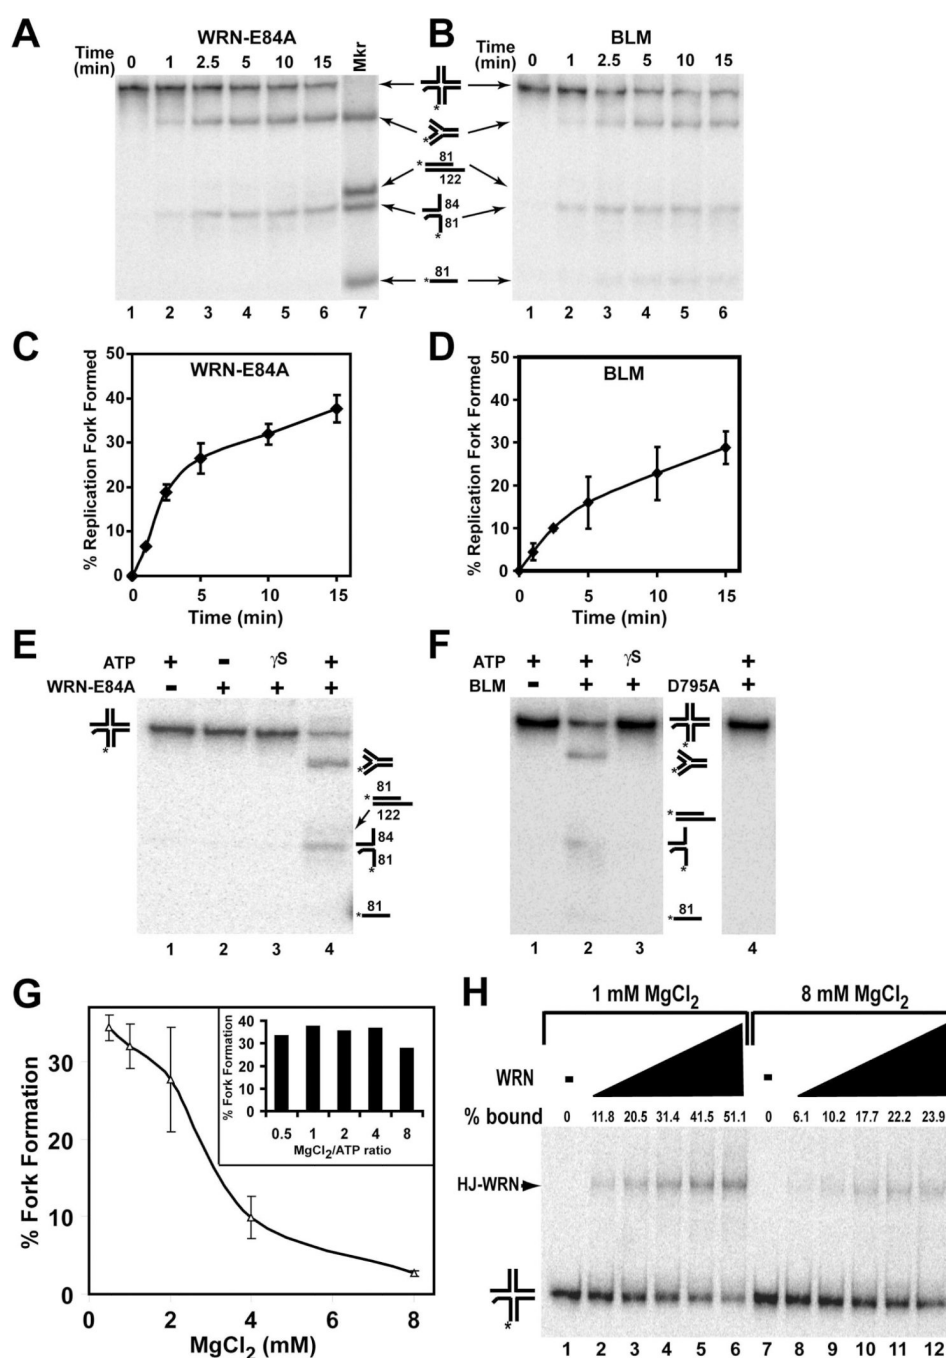 A
WRN-E84A
Time (min) 0 1 2.5 5 10 15 Mkr
*
*
* 81
122
84
81
*
* 81
1 2 3 4 5 6 7
B
BLM
Time (min) 0 1 2.5 5 10 15
1 2 3 4 5 6
C
WRN-E84A
% Replication Fork Formed
50
40
30
20
10
0
0 5 10 15
Time (min)
D
BLM
% Replication Fork Formed
50
40
30
20
10
0
0 5 10 15
Time (min)
E
ATP + - γS +
WRN-E84A - + + +
*
*
81
*
122
84
81
*
81
*
1 2 3 4
F
ATP + + γS +
BLM - + + D795A +
*
*
*
*
81
*
1 2 3 4
G
% Fork Formation
30
20
10
0
0 2 4 6 8
MgCl2 (mM)
% Fork Formation
40
30
20
10
0
0.5 1 2 4 8
MgCl2/ATP ratio
H
1 mM MgCl2 8 mM MgCl2
WRN - -
% bound 0 11.8 20.5 31.4 41.5 51.1 0 6.1 10.2 17.7 22.2 23.9
HJ-WRN
*
1 2 3 4 5 6 7 8 9 10 11 12